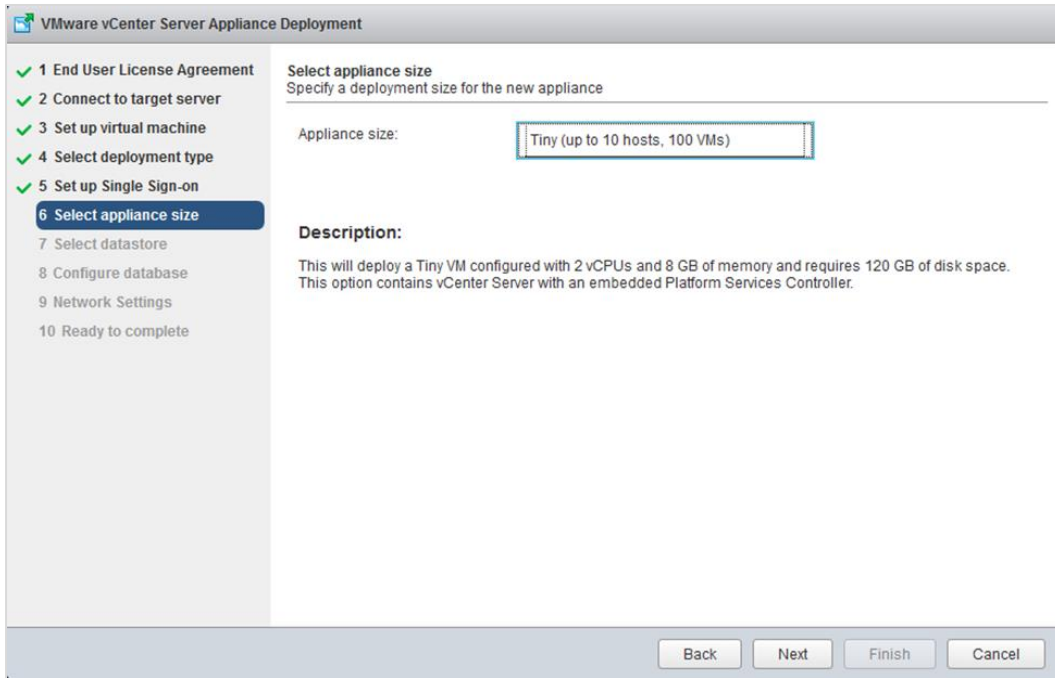 VMware vCenter Server Appliance Deployment
1 End User License Agreement
2 Connect to target server
3 Set up virtual machine
4 Select deployment type
5 Set up Single Sign-on
6 Select appliance size
7 Select datastore
8 Configure database
9 Network Settings
10 Ready to complete
Select appliance size
Specify a deployment size for the new appliance
Appliance size:
Tiny (up to 10 hosts, 100 VMs)
Description:
This will deploy a Tiny VM configured with 2 vCPUs and 8 GB of memory and requires 120 GB of disk space.
This option contains vCenter Server with an embedded Platform Services Controller.
Back
Next
Finish
Cancel